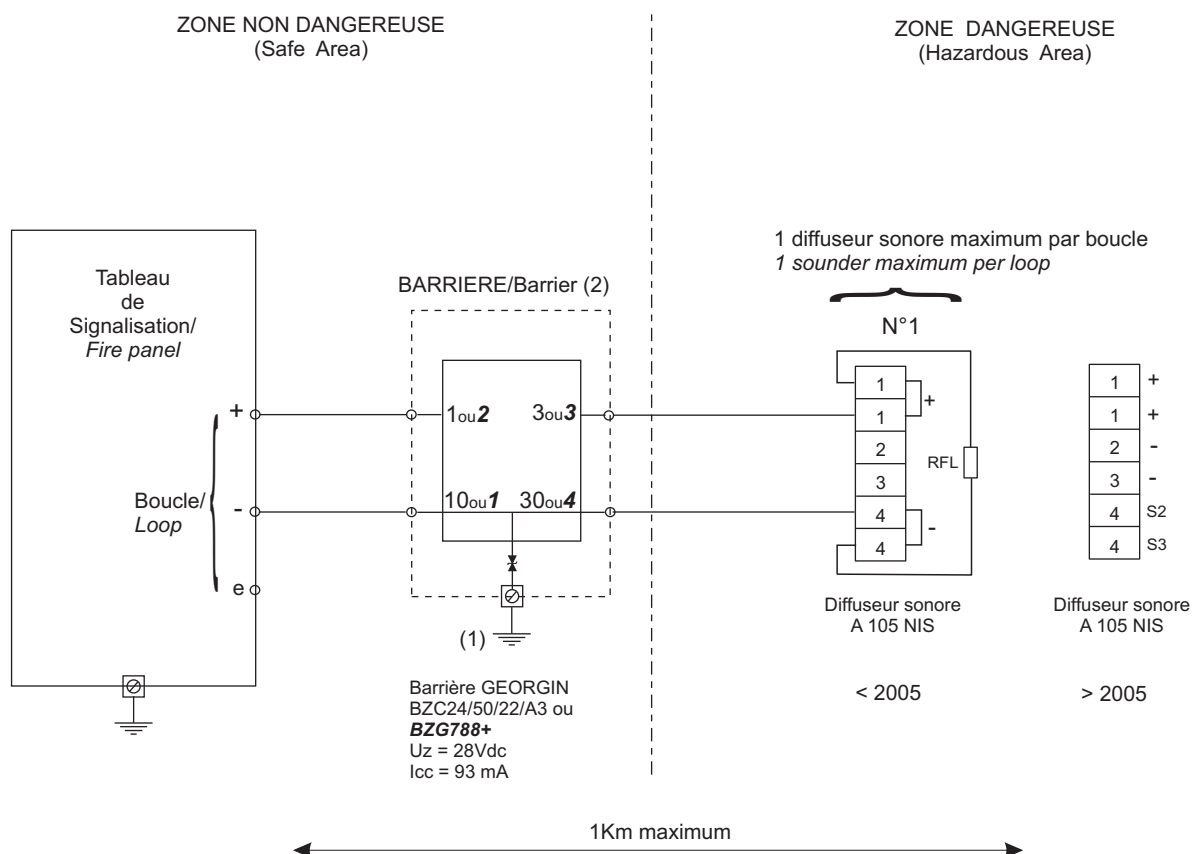 ZONE NON DANGEREUSE
(Safe Area)
ZONE DANGEREUSE
(Hazardous Area)
1 diffuseur sonore maximum par boucle
1 sounder maximum per loop
Tableau
de
Signalisation/
Fire panel
BARRIERE/Barrier (2)
N°1
+
-
e
Boucle/
Loop
1ou2
3ou3
10ou1
30ou4
(1)
1
1
2
3
4
4
+
-
RFL
1 +
1 +
2 -
3 -
4 S2
4 S3
Diffuseur sonore
A 105 NIS
Diffuseur sonore
A 105 NIS
< 2005
> 2005
Barrière GEORGIN
BZC24/50/22/A3 ou
BZG788+
Uz = 28Vdc
Icc = 93 mA
1Km maximum